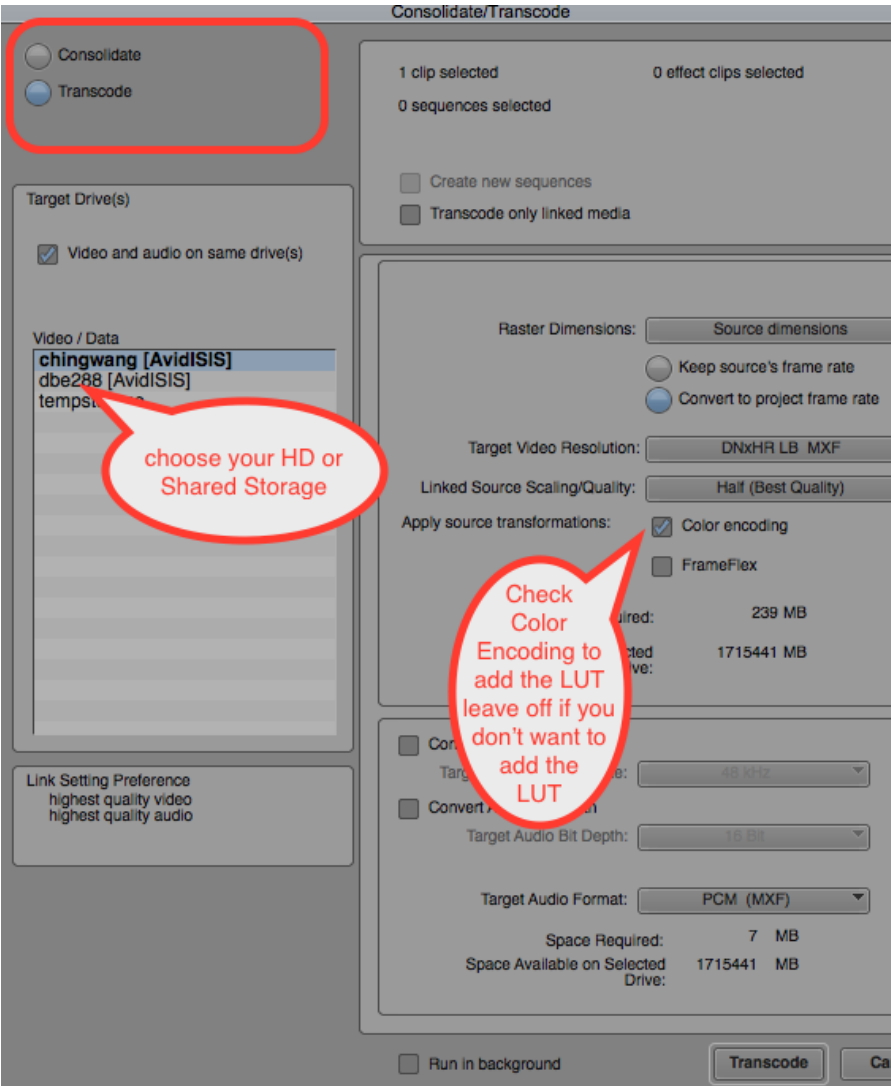 Consolidate/Transcode
Consolidate
Transcode
1 clip selected 0 effect clips selected
0 sequences selected
Create new sequences
Transcode only linked media
Target Drive(s)
Video and audio on same drive(s)
Video / Data
chingwang [AvidISIS]
dbe288 [AvidISIS]
choose your HD or
Shared Storage
Raster Dimensions: Source dimensions
Keep source's frame rate
Convert to project frame rate
Target Video Resolution: DNxHR LB MXF
Linked Source Scaling/Quality: Half (Best Quality)
Apply source transformations: Color encoding
FrameFlex
239 MB
1715441 MB
Check
Color
Encoding to
add the LUT
leave off if you
don't want to
add the
LUT
Link Setting Preference
highest quality video
highest quality audio
48 kHz
Convert
Target Audio Bit Depth: 16 Bit
Target Audio Format: PCM (MXF)
Space Required: 7 MB
Space Available on Selected 1715441 MB
Drive:
Run in background Transcode